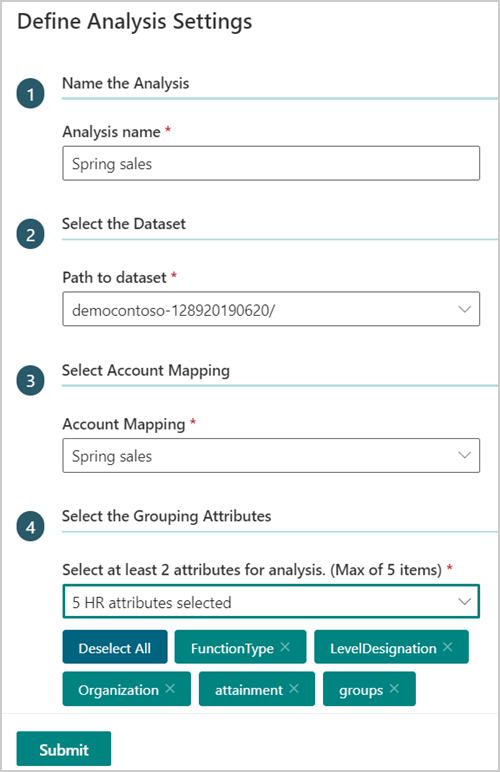 Define Analysis Settings
1
Name the Analysis
Analysis name *
Spring sales
2
Select the Dataset
Path to dataset *
democontoso-128920190620/
3
Select Account Mapping
Account Mapping *
Spring sales
4
Select the Grouping Attributes
Select at least 2 attributes for analysis. (Max of 5 items) *
5 HR attributes selected
Deselect All FunctionType × LevelDesignation ×
Organization × attainment × groups ×
Submit